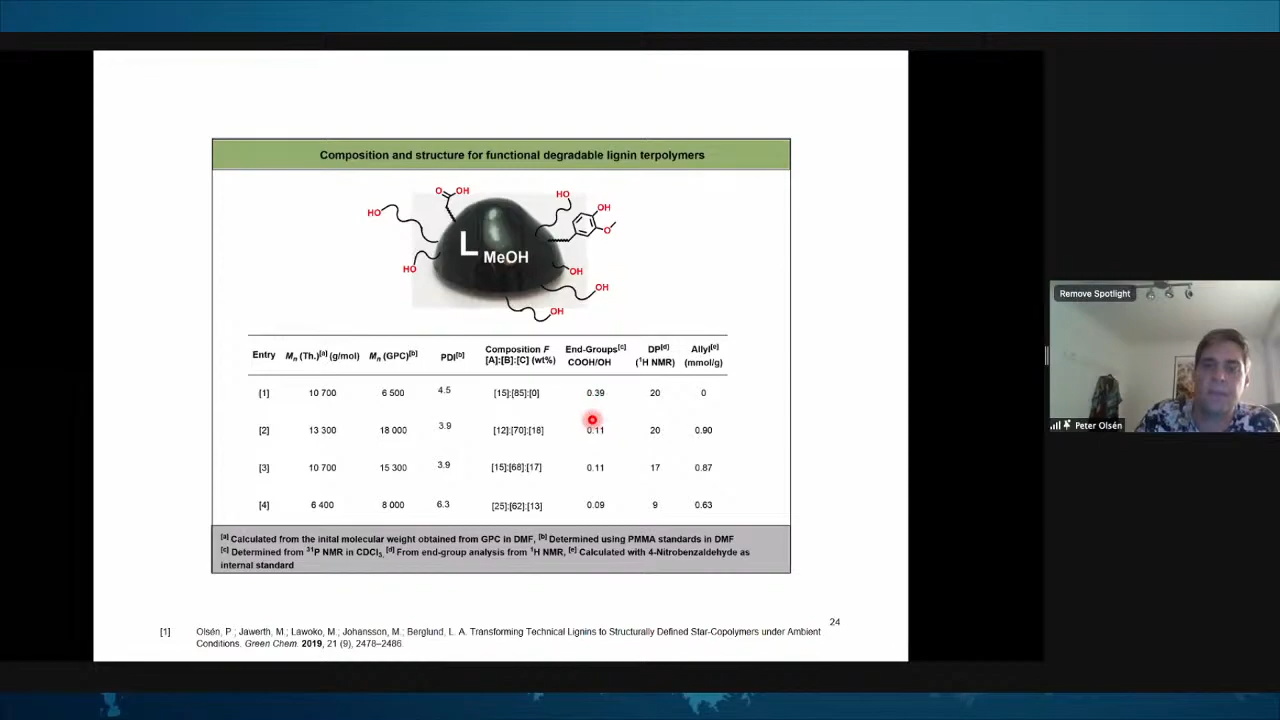 Composition and structure for functional degradable lignin terpolymers
O OH
HO
HO
OH
O
L MeOH
HO
OH
OH
OH
Entry Mn (Th.)[a] (g/mol) Mn (GPC)[b] PDI[b] Composition F [A]:[B]:[C] (wt%) End-Groups[c] COOH/OH DP[d] (1H NMR) Allyl[e] (mmol/g)
[1] 10 700 6 500 4.5 [15]:[85]:[0] 0.39 20 0
[2] 13 300 18 000 3.9 [12]:[70]:[18] 0.11 20 0.90
[3] 10 700 15 300 3.9 [15]:[68]:[17] 0.11 17 0.87
[4] 6 400 8 000 6.3 [25]:[62]:[13] 0.09 9 0.63
[a] Calculated from the inital molecular weight obtained from GPC in DMF, [b] Determined using PMMA standards in DMF
[c] Determined from 31P NMR in CDCl3, [d] From end-group analysis from 1H NMR, [e] Calculated with 4-Nitrobenzaldehyde as
internal standard
24
[1] Olsén, P.; Jawerth, M.; Lawoko, M.; Johansson, M.; Berglund, L. A. Transforming Technical Lignins to Structurally Defined Star-Copolymers under Ambient
Conditions. Green Chem. 2019, 21 (9), 2478–2486.
Remove Spotlight
Peter Olsén